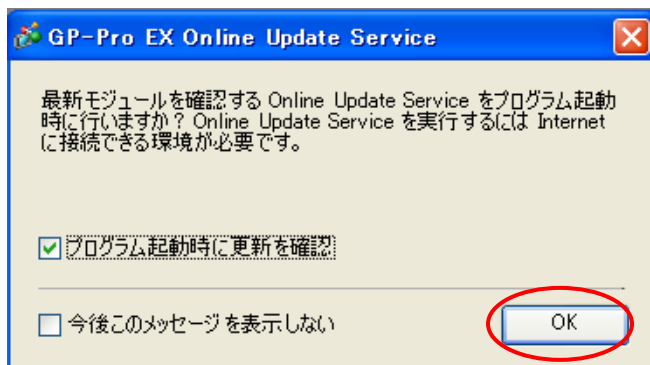 GP-Pro EX Online Update Service
最新モジュールを確認する Online Update Service をプログラム起動
時に行いますか？ Online Update Service を実行するには Internet
に接続できる環境が必要です。
プログラム起動時に更新を確認
今後このメッセージを表示しない
OK